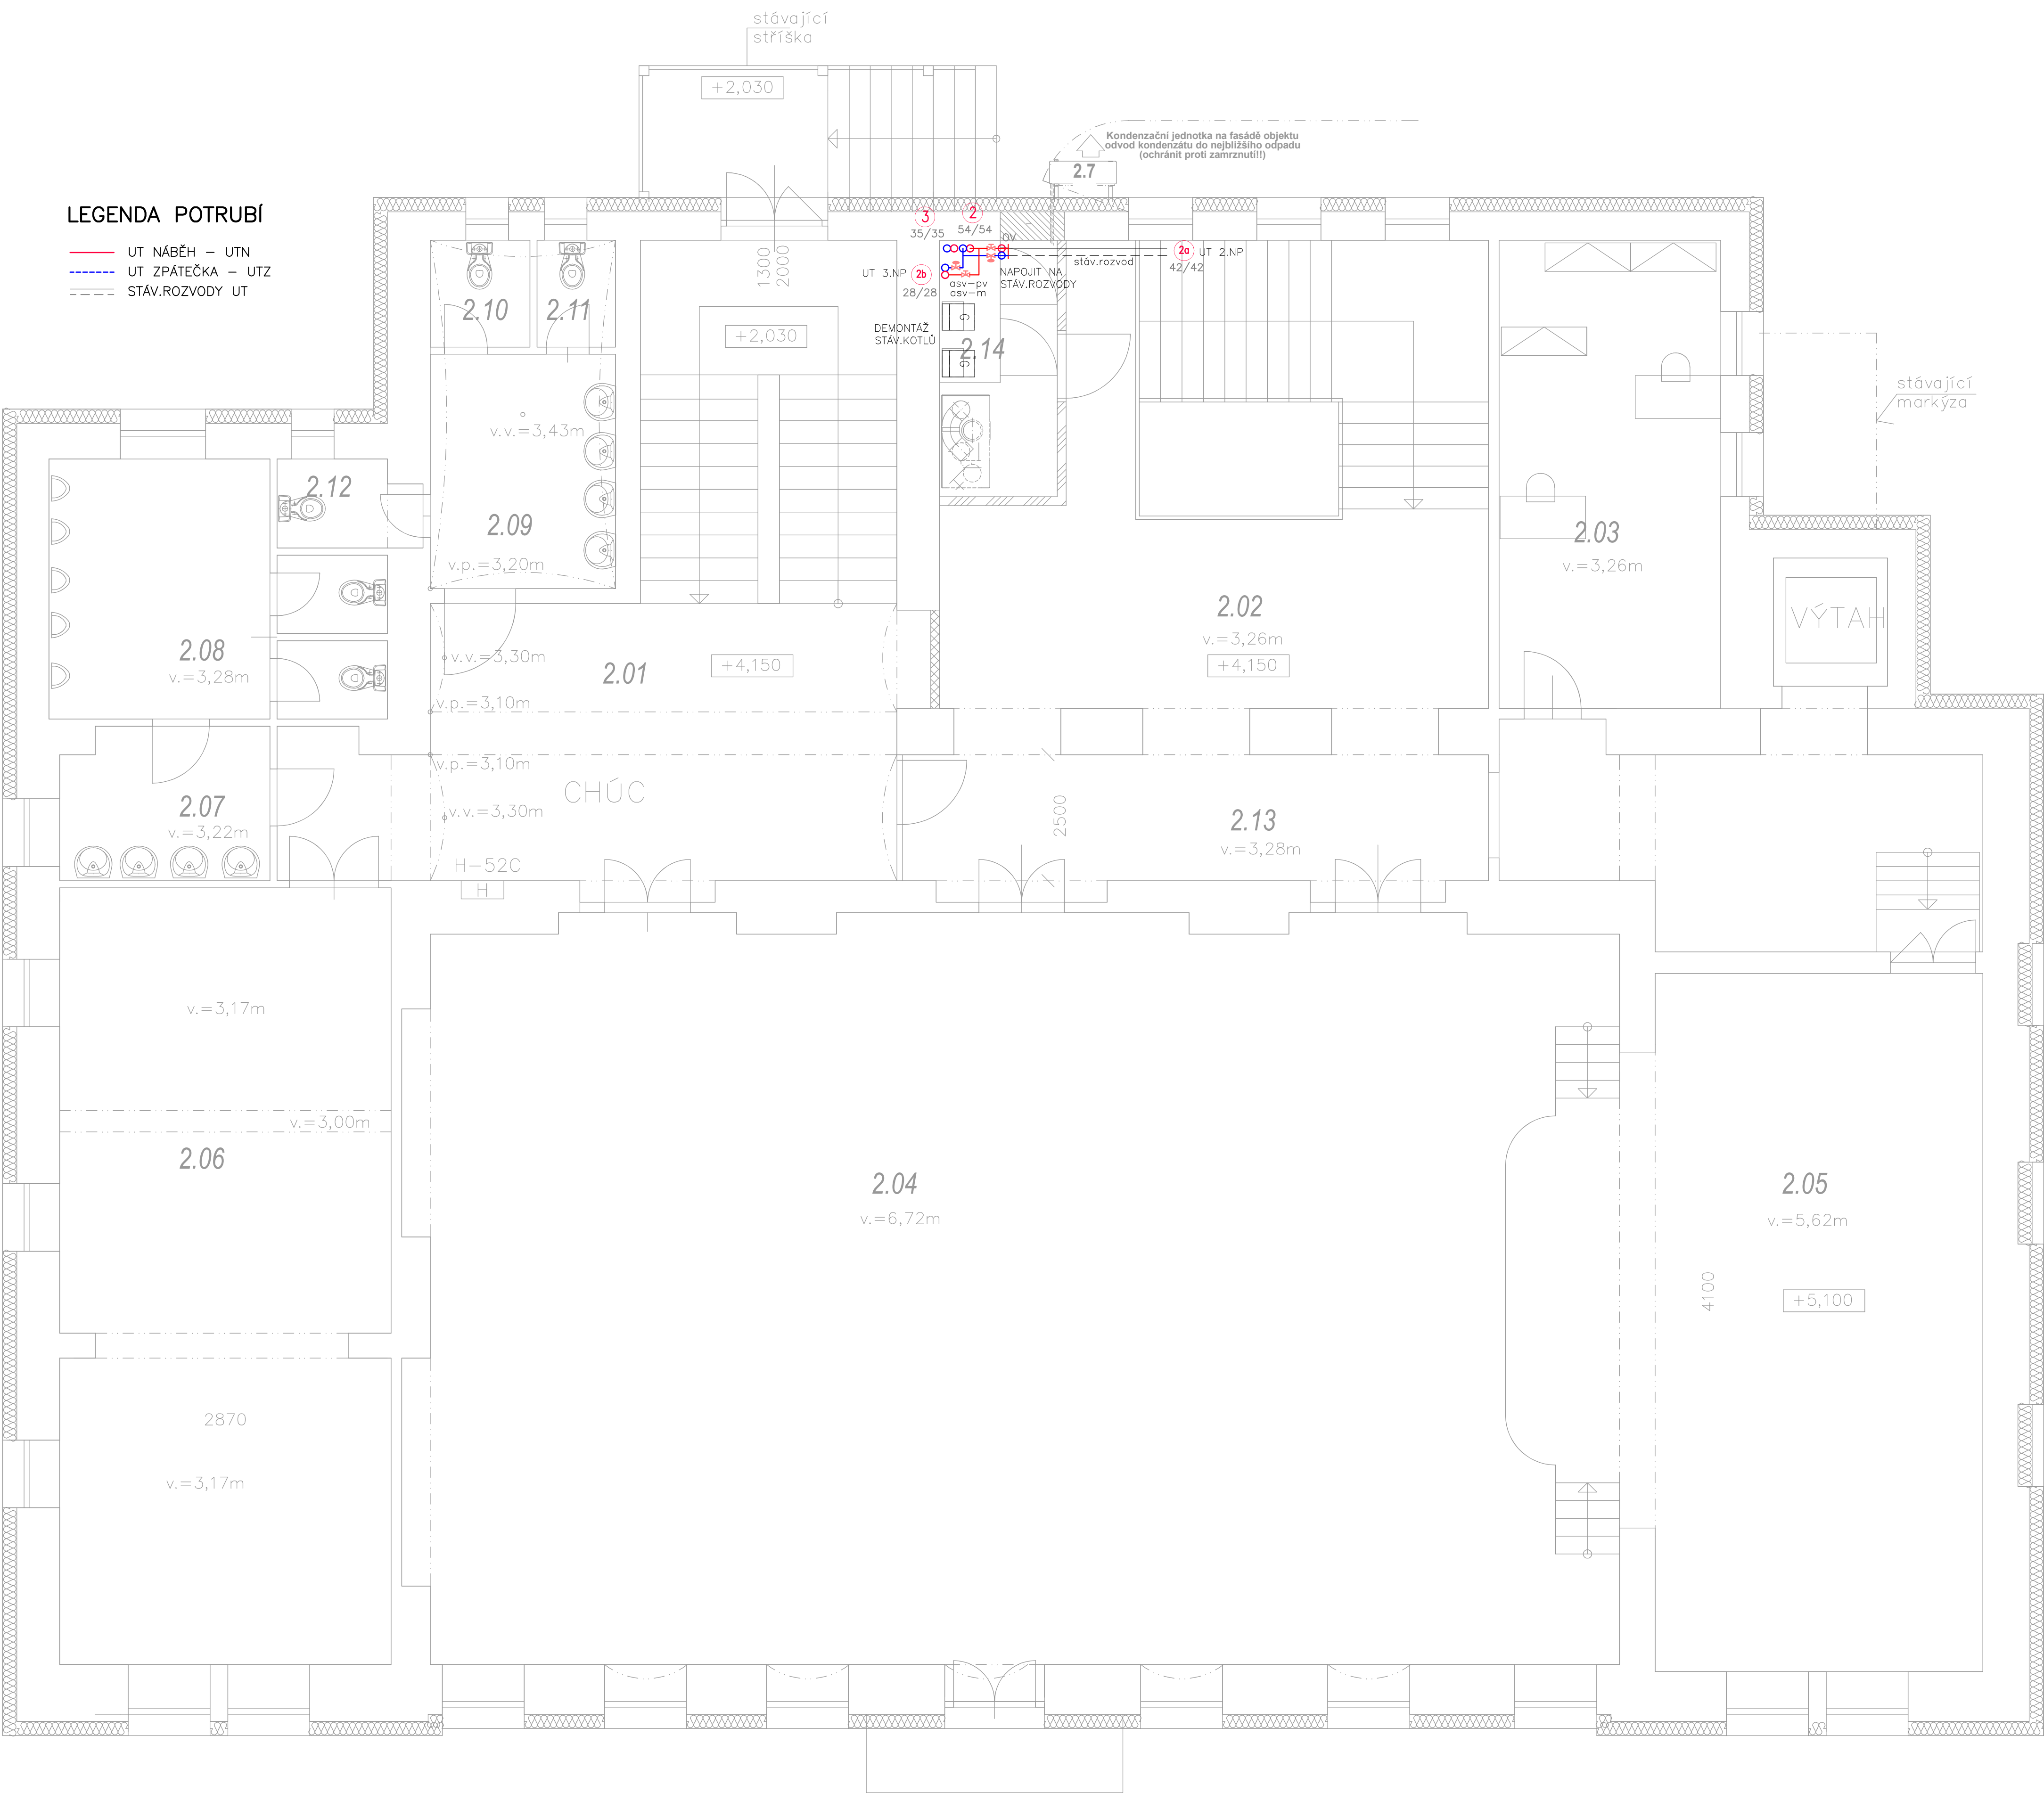 stávající
stříška
+2,030
Kondenzační jednotka na fasádě objektu
odvod kondenzátu do nejbližšího odpadu
(ochránit proti zamrznutí!!)
2.7
LEGENDA POTRUBÍ
UT NÁBĚH – UTN
UT ZPÁTEČKA – UTZ
STÁV.ROZVODY UT
3
35/35
2
54/54
OV
2a
UT 2.NP
42/42
stáv.rozvod
UT 3.NP
2b
28/28
NAPOJIT NA
STÁV.ROZVODY
asv-pv
asv-m
1300
2000
2.10
2.11
+2,030
DEMONTÁŽ
STÁV.KOTLŮ
G
G
2.14
stávající
markýza
v.v.=3,43m
2.12
2.09
v.p.=3,20m
2.03
v.=3,26m
2.02
v.=3,26m
+4,150
VÝTAH
2.08
v.=3,28m
v.v.=3,30m
2.01
+4,150
v.p.=3,10m
v.p.=3,10m
CHÚC
2.07
v.=3,22m
v.v.=3,30m
2500
2.13
v.=3,28m
H-52C
H
v.=3,17m
v.=3,00m
2.06
2.04
v.=6,72m
2.05
v.=5,62m
4100
+5,100
2870
v.=3,17m